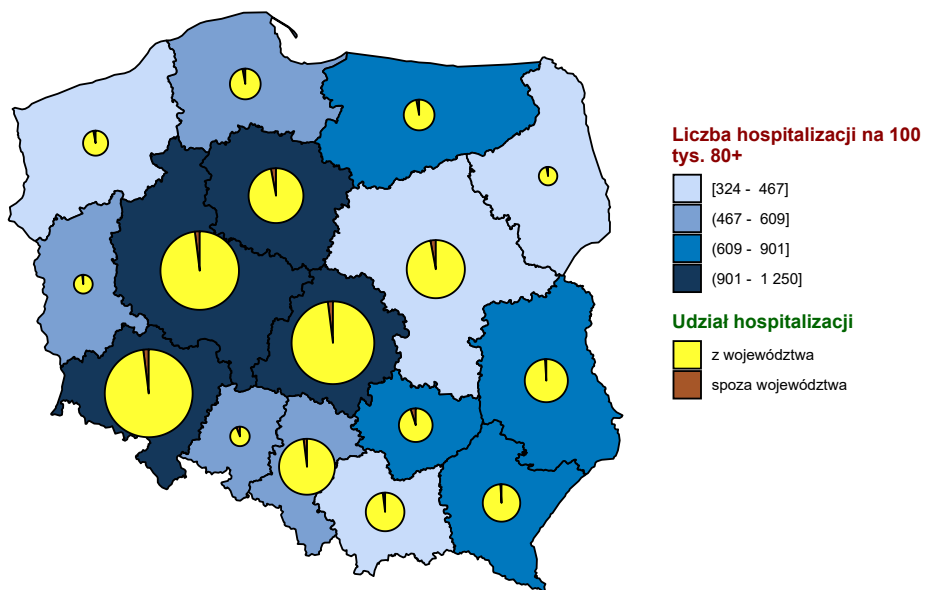 Liczba hospitalizacji na 100
tys. 80+
[324 - 467]
(467 - 609]
(609 - 901]
(901 - 1 250]
Udział hospitalizacji
z województwa
spoza województwa